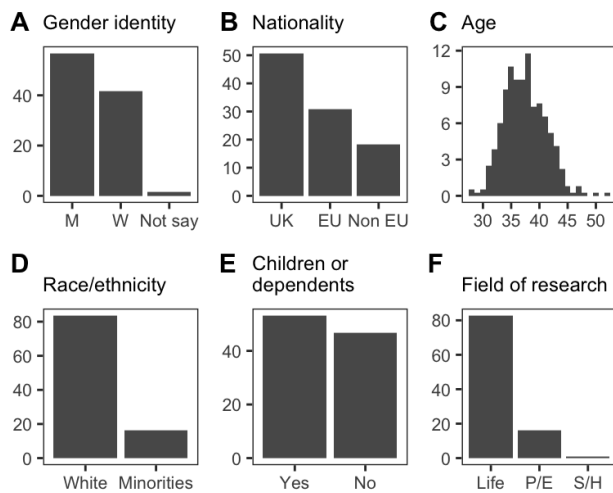 A Gender identity
40
20
0
M W Not say
B Nationality
50
40
30
20
10
0
UK EU Non EU
C Age
12
9
6
3
0
30 35 40 45 50
D Race/ethnicity
80
60
40
20
0
White Minorities
E Children or
dependents
40
20
0
Yes No
F Field of research
80
60
40
20
0
Life P/E S/H